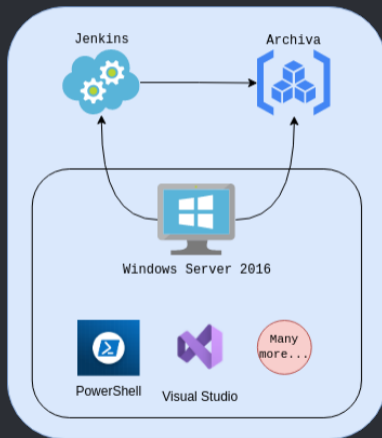 Jenkins
Archiva
Windows Server 2016
PowerShell
Visual Studio
Many
more...